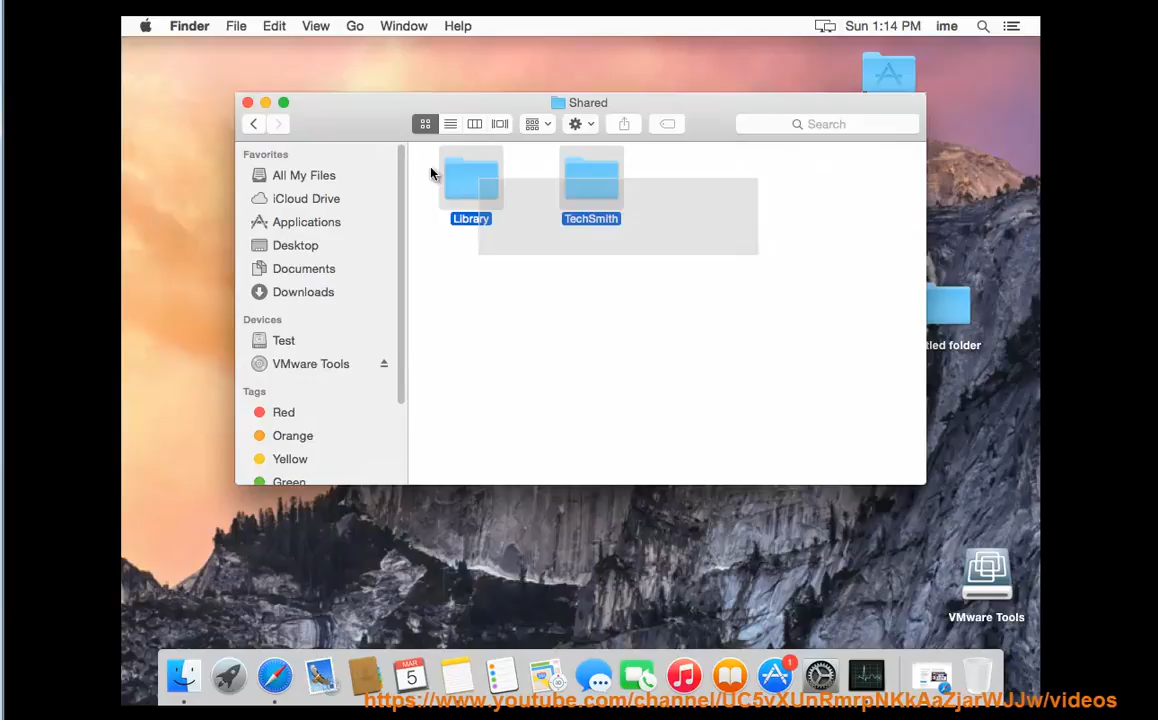 Finder File Edit View Go Window Help Sun 1:14 PM ime
Shared
Search
Favorites
All My Files
iCloud Drive
Applications
Desktop
Documents
Downloads
Devices
Test
VMware Tools
Tags
Red
Orange
Yellow
Green
Library TechSmith
tled folder
VMware Tools
MAR
5
1
https://www.youtube.com/channel/UC5vXUnRmrpNKkAaZjarWJJw/videos